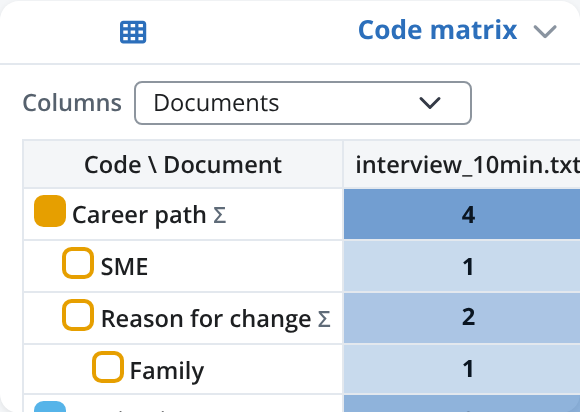 Code matrix
Columns Documents
Code \ Document interview_10min.txt
Career path Σ 4
SME 1
Reason for change Σ 2
Family 1